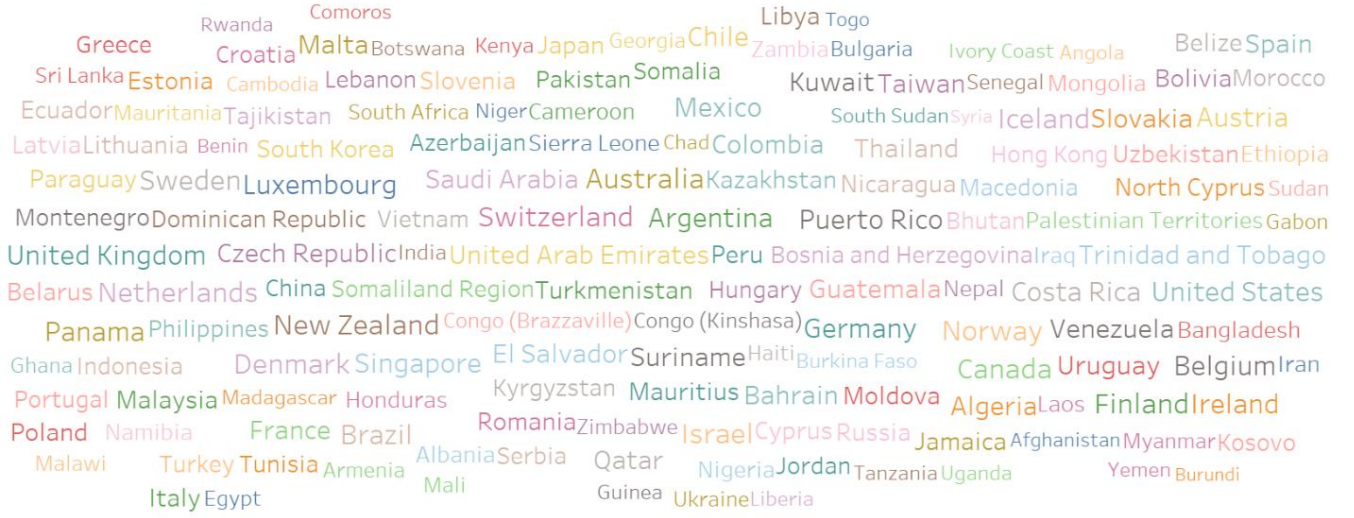 Comoros Libya Togo
Rwanda
Greece Croatia Malta Botswana Kenya Japan Georgia Chile Zambia Bulgaria Ivory Coast Angola Belize Spain
Sri Lanka Estonia Cambodia Lebanon Slovenia Pakistan Somalia Kuwait Taiwan Senegal Mongolia Bolivia Morocco
Ecuador Mauritania Tajikistan South Africa Niger Cameroon Mexico South Sudan Syria Iceland Slovakia Austria
Latvia Lithuania Benin South Korea Azerbaijan Sierra Leone Chad Colombia Thailand Hong Kong Uzbekistan Ethiopia
Paraguay Sweden Luxembourg Saudi Arabia Australia Kazakhstan Nicaragua Macedonia North Cyprus Sudan
Montenegro Dominican Republic Vietnam Switzerland Argentina Puerto Rico Bhutan Palestinian Territories Gabon
United Kingdom Czech Republic India United Arab Emirates Peru Bosnia and Herzegovina Iraq Trinidad and Tobago
Belarus Netherlands China Somaliland Region Turkmenistan Hungary Guatemala Nepal Costa Rica United States
Panama Philippines New Zealand Congo (Brazzaville) Congo (Kinshasa) Germany Norway Venezuela Bangladesh
Ghana Indonesia Denmark Singapore El Salvador Suriname Haiti Burkina Faso Canada Uruguay Belgium Iran
Portugal Malaysia Madagascar Honduras Kyrgyzstan Mauritius Bahrain Moldova Algeria Laos Finland Ireland
Poland Namibia France Brazil Romania Zimbabwe Israel Cyprus Russia Jamaica Afghanistan Myanmar Kosovo
Malawi Turkey Tunisia Armenia Albania Serbia Qatar Nigeria Jordan Tanzania Uganda Yemen Burundi
Italy Egypt Mali Guinea Ukraine Liberia